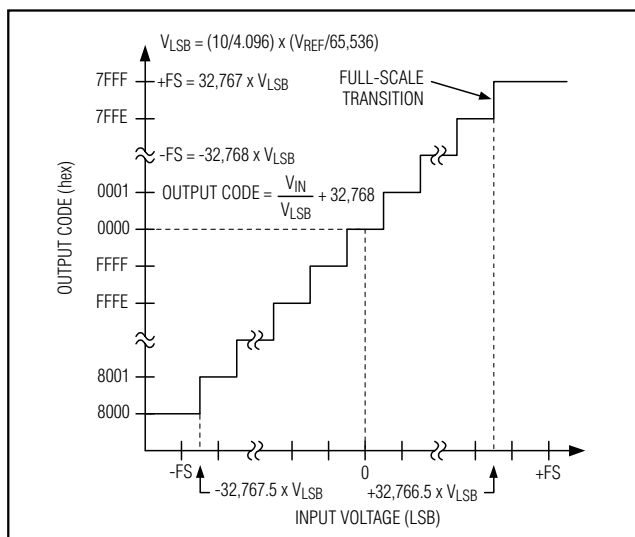 V_LSB = (10/4.096) x (V_REF/65,536)
7FFF
+FS = 32,767 x V_LSB
FULL-SCALE
TRANSITION
7FFE
-FS = -32,768 x V_LSB
0001
OUTPUT CODE = V_IN / V_LSB + 32,768
0000
FFFF
FFFE
8001
8000
OUTPUT CODE (hex)
-FS
0
+FS
-32,767.5 x V_LSB
+32,766.5 x V_LSB
INPUT VOLTAGE (LSB)